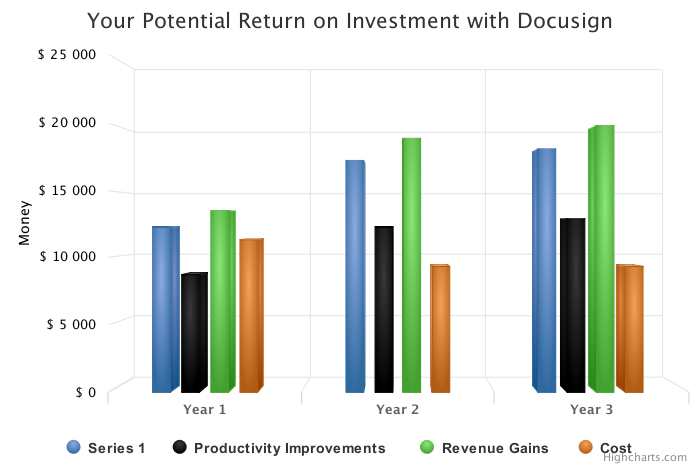 Your Potential Return on Investment with Docusign
$ 25 000
$ 20 000
$ 15 000
$ 10 000
$ 5 000
$ 0
Money
Year 1 Year 2 Year 3
Series 1 Productivity Improvements Revenue Gains Cost
Highcharts.com